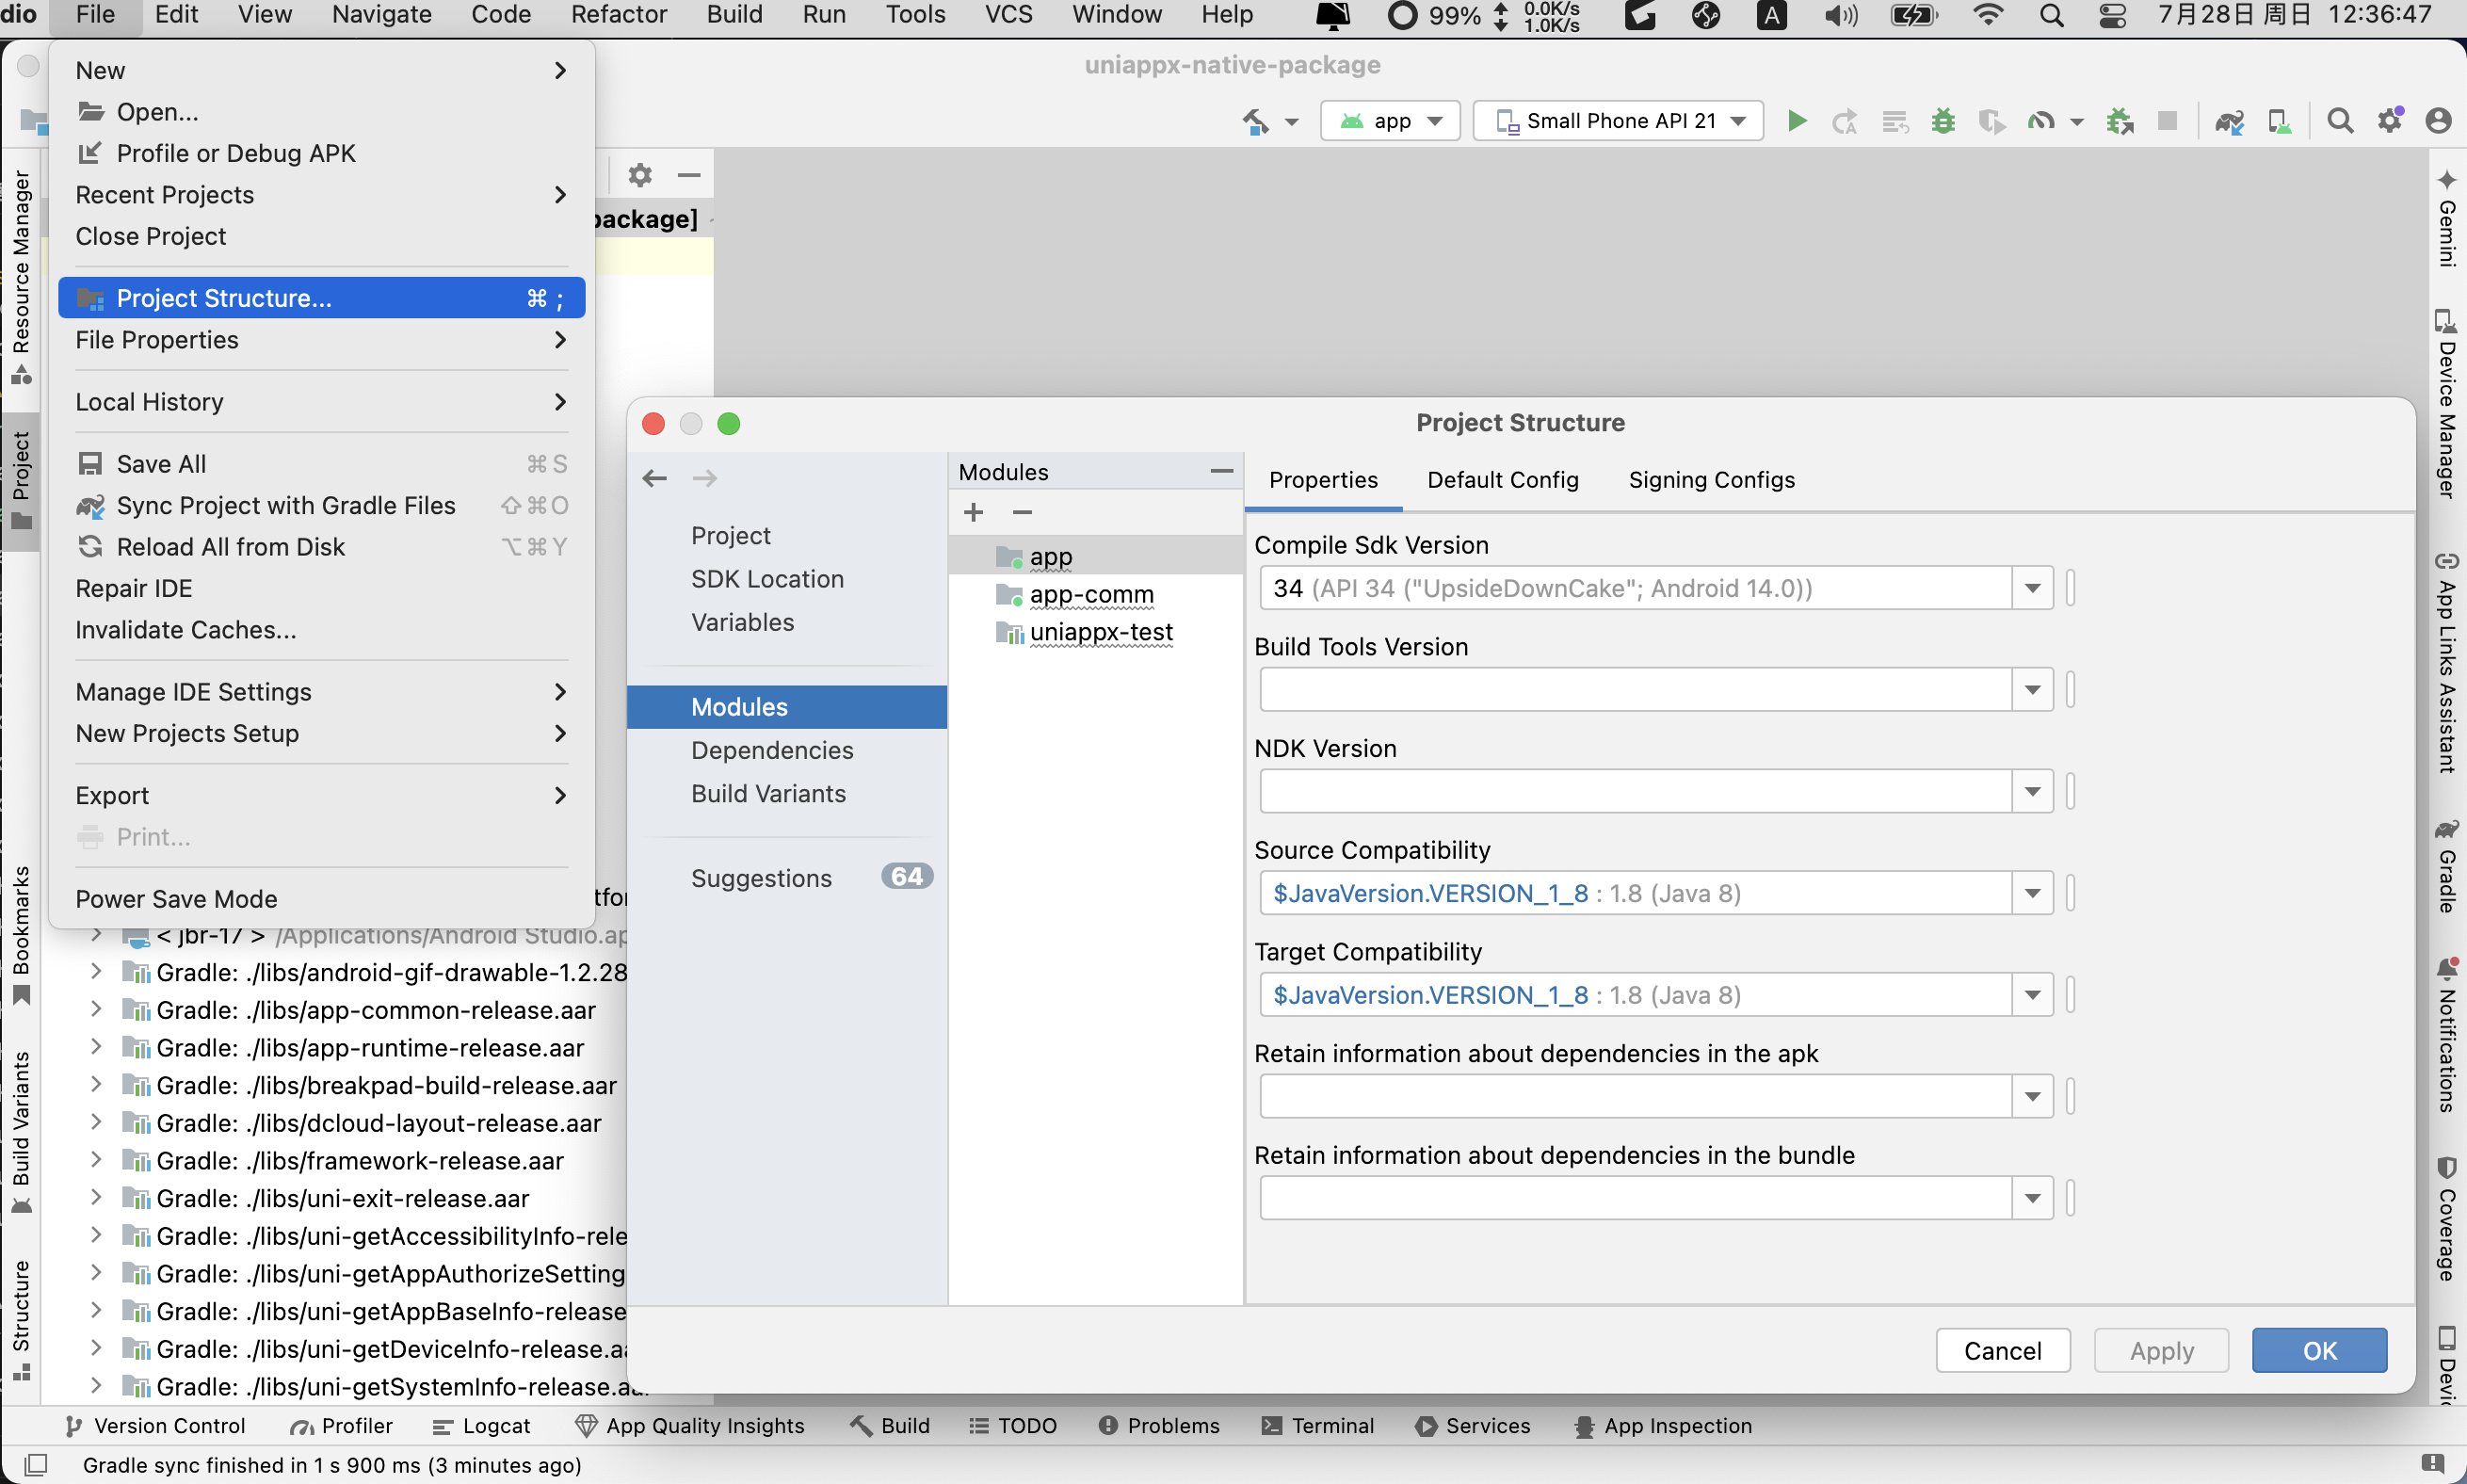 dio File Edit View Navigate Code Refactor Build Run Tools VCS Window Help 99% 0.0K/s 1.0K/s A 7月28日 周日 12:36:47
uniappx-native-package
app Small Phone API 21
New
Open...
Profile or Debug APK
Recent Projects
Close Project
Project Structure... ⌘ ;
File Properties
Local History
Save All ⌘ S
Sync Project with Gradle Files ⇧⌘O
Reload All from Disk ⌥⌘Y
Repair IDE
Invalidate Caches...
Manage IDE Settings
New Projects Setup
Export
Print...
Power Save Mode
package]
Resource Manager
Project
Bookmarks
Build Variants
Structure
tfor
< jbr-17 > /Applications/Android Studio.ap
Gradle: ./libs/android-gif-drawable-1.2.28
Gradle: ./libs/app-common-release.aar
Gradle: ./libs/app-runtime-release.aar
Gradle: ./libs/breakpad-build-release.aar
Gradle: ./libs/dcloud-layout-release.aar
Gradle: ./libs/framework-release.aar
Gradle: ./libs/uni-exit-release.aar
Gradle: ./libs/uni-getAccessibilityInfo-rele
Gradle: ./libs/uni-getAppAuthorizeSetting
Gradle: ./libs/uni-getAppBaseInfo-release
Gradle: ./libs/uni-getDeviceInfo-release.aa
Gradle: ./libs/uni-getSystemInfo-release.aar
Project Structure
Project
SDK Location
Variables
Modules
Dependencies
Build Variants
Suggestions 64
Modules
app
app-comm
uniappx-test
Properties Default Config Signing Configs
Compile Sdk Version
34 (API 34 ("UpsideDownCake"; Android 14.0))
Build Tools Version
NDK Version
Source Compatibility
$JavaVersion.VERSION_1_8 : 1.8 (Java 8)
Target Compatibility
$JavaVersion.VERSION_1_8 : 1.8 (Java 8)
Retain information about dependencies in the apk
Retain information about dependencies in the bundle
Cancel Apply OK
Gemini
Device Manager
App Links Assistant
Gradle
Notifications
Coverage
Devic
Version Control Profiler Logcat App Quality Insights Build TODO Problems Terminal Services App Inspection
Gradle sync finished in 1 s 900 ms (3 minutes ago)